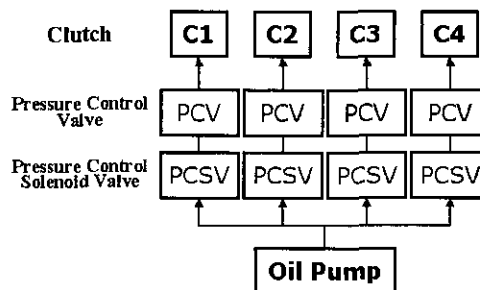 Clutch C1 C2 C3 C4
Pressure Control
Valve
PCV PCV PCV PCV
Pressure Control
Solenoid Valve
PCSV PCSV PCSV PCSV
Oil Pump